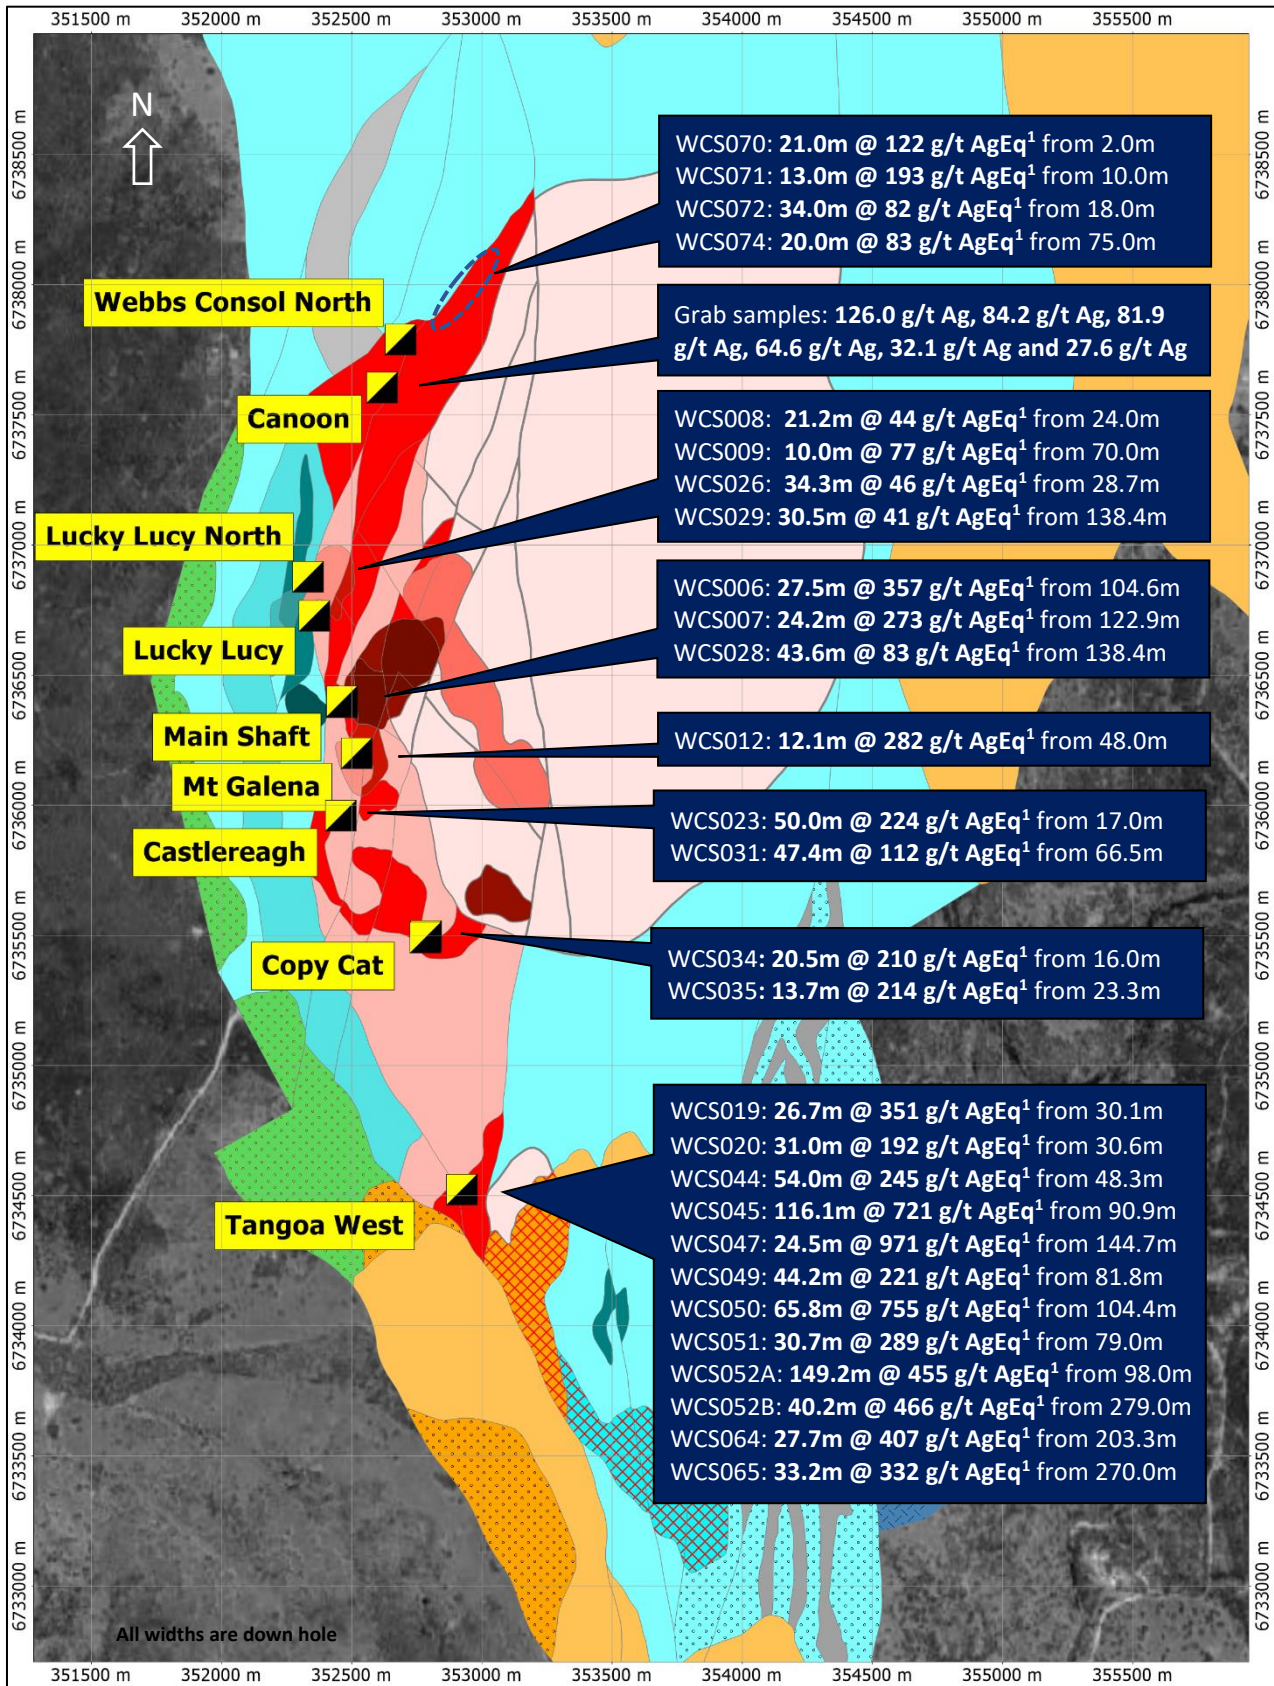 351500 m 352000 m 352500 m 353000 m 353500 m 354000 m 354500 m 355000 m 355500 m
N
6738500 m
6738000 m
6737500 m
6737000 m
6736500 m
6736000 m
6735500 m
6735000 m
6734500 m
6734000 m
6733500 m
6733000 m
Webbs Consol North
Canoon
Lucky Lucy North
Lucky Lucy
Main Shaft
Mt Galena
Castlereagh
Copy Cat
Tangoa West
WCS070: 21.0m @ 122 g/t AgEq¹ from 2.0m
WCS071: 13.0m @ 193 g/t AgEq¹ from 10.0m
WCS072: 34.0m @ 82 g/t AgEq¹ from 18.0m
WCS074: 20.0m @ 83 g/t AgEq¹ from 75.0m
Grab samples: 126.0 g/t Ag, 84.2 g/t Ag, 81.9
g/t Ag, 64.6 g/t Ag, 32.1 g/t Ag and 27.6 g/t Ag
WCS008: 21.2m @ 44 g/t AgEq¹ from 24.0m
WCS009: 10.0m @ 77 g/t AgEq¹ from 70.0m
WCS026: 34.3m @ 46 g/t AgEq¹ from 28.7m
WCS029: 30.5m @ 41 g/t AgEq¹ from 138.4m
WCS006: 27.5m @ 357 g/t AgEq¹ from 104.6m
WCS007: 24.2m @ 273 g/t AgEq¹ from 122.9m
WCS028: 43.6m @ 83 g/t AgEq¹ from 138.4m
WCS012: 12.1m @ 282 g/t AgEq¹ from 48.0m
WCS023: 50.0m @ 224 g/t AgEq¹ from 17.0m
WCS031: 47.4m @ 112 g/t AgEq¹ from 66.5m
WCS034: 20.5m @ 210 g/t AgEq¹ from 16.0m
WCS035: 13.7m @ 214 g/t AgEq¹ from 23.3m
WCS019: 26.7m @ 351 g/t AgEq¹ from 30.1m
WCS020: 31.0m @ 192 g/t AgEq¹ from 30.6m
WCS044: 54.0m @ 245 g/t AgEq¹ from 48.3m
WCS045: 116.1m @ 721 g/t AgEq¹ from 90.9m
WCS047: 24.5m @ 971 g/t AgEq¹ from 144.7m
WCS049: 44.2m @ 221 g/t AgEq¹ from 81.8m
WCS050: 65.8m @ 755 g/t AgEq¹ from 104.4m
WCS051: 30.7m @ 289 g/t AgEq¹ from 79.0m
WCS052A: 149.2m @ 455 g/t AgEq¹ from 98.0m
WCS052B: 40.2m @ 466 g/t AgEq¹ from 279.0m
WCS064: 27.7m @ 407 g/t AgEq¹ from 203.3m
WCS065: 33.2m @ 332 g/t AgEq¹ from 270.0m
6738500 m
6738000 m
6737500 m
6737000 m
6736500 m
6736000 m
6735500 m
6735000 m
6734500 m
6734000 m
6733500 m
6733000 m
All widths are down hole
351500 m 352000 m 352500 m 353000 m 353500 m 354000 m 354500 m 355000 m 355500 m